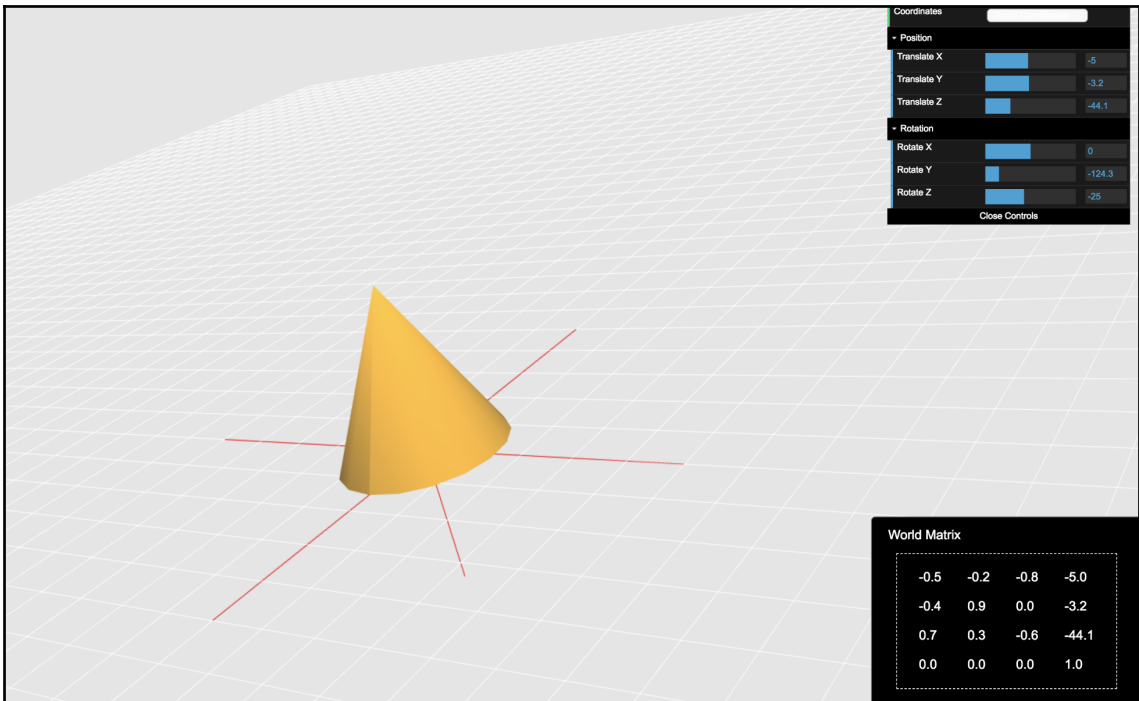 Coordinates
Position
Translate X -5
Translate Y -3.2
Translate Z -44.1
Rotation
Rotate X 0
Rotate Y -124.3
Rotate Z -25
Close Controls
World Matrix
-0.5 -0.2 -0.8 -5.0
-0.4 0.9 0.0 -3.2
0.7 0.3 -0.6 -44.1
0.0 0.0 0.0 1.0